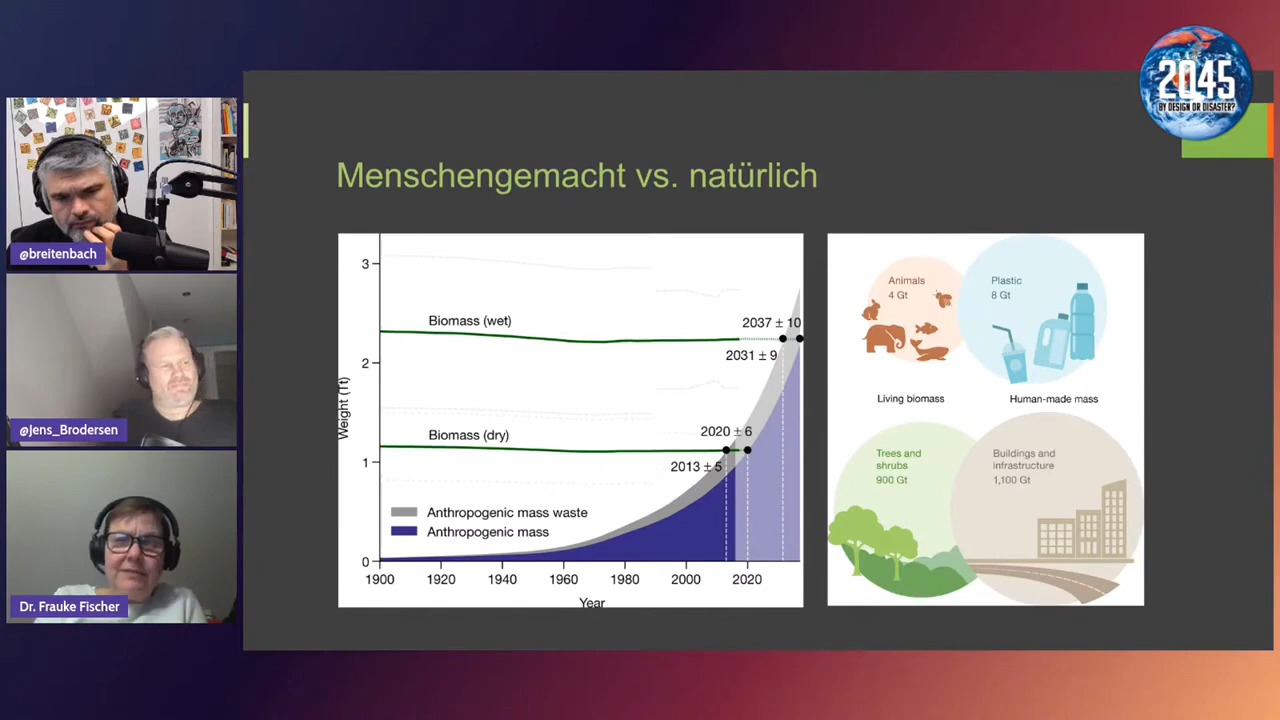 2045
BY DESIGN OR DISASTER?
@breitenbach
@Jens_Brodersen
Dr. Frauke Fischer
Menschengemacht vs. natürlich
3
2
1
0
Weight (Tt)
Biomass (wet)
2037 ± 10
2031 ± 9
Biomass (dry)
2020 ± 6
2013 ± 5
Anthropogenic mass waste
Anthropogenic mass
1900
1920
1940
1960
1980
2000
2020
Year
Animals
4 Gt
Plastic
8 Gt
Living biomass
Human-made mass
Trees and
shrubs
900 Gt
Buildings and
infrastructure
1,100 Gt